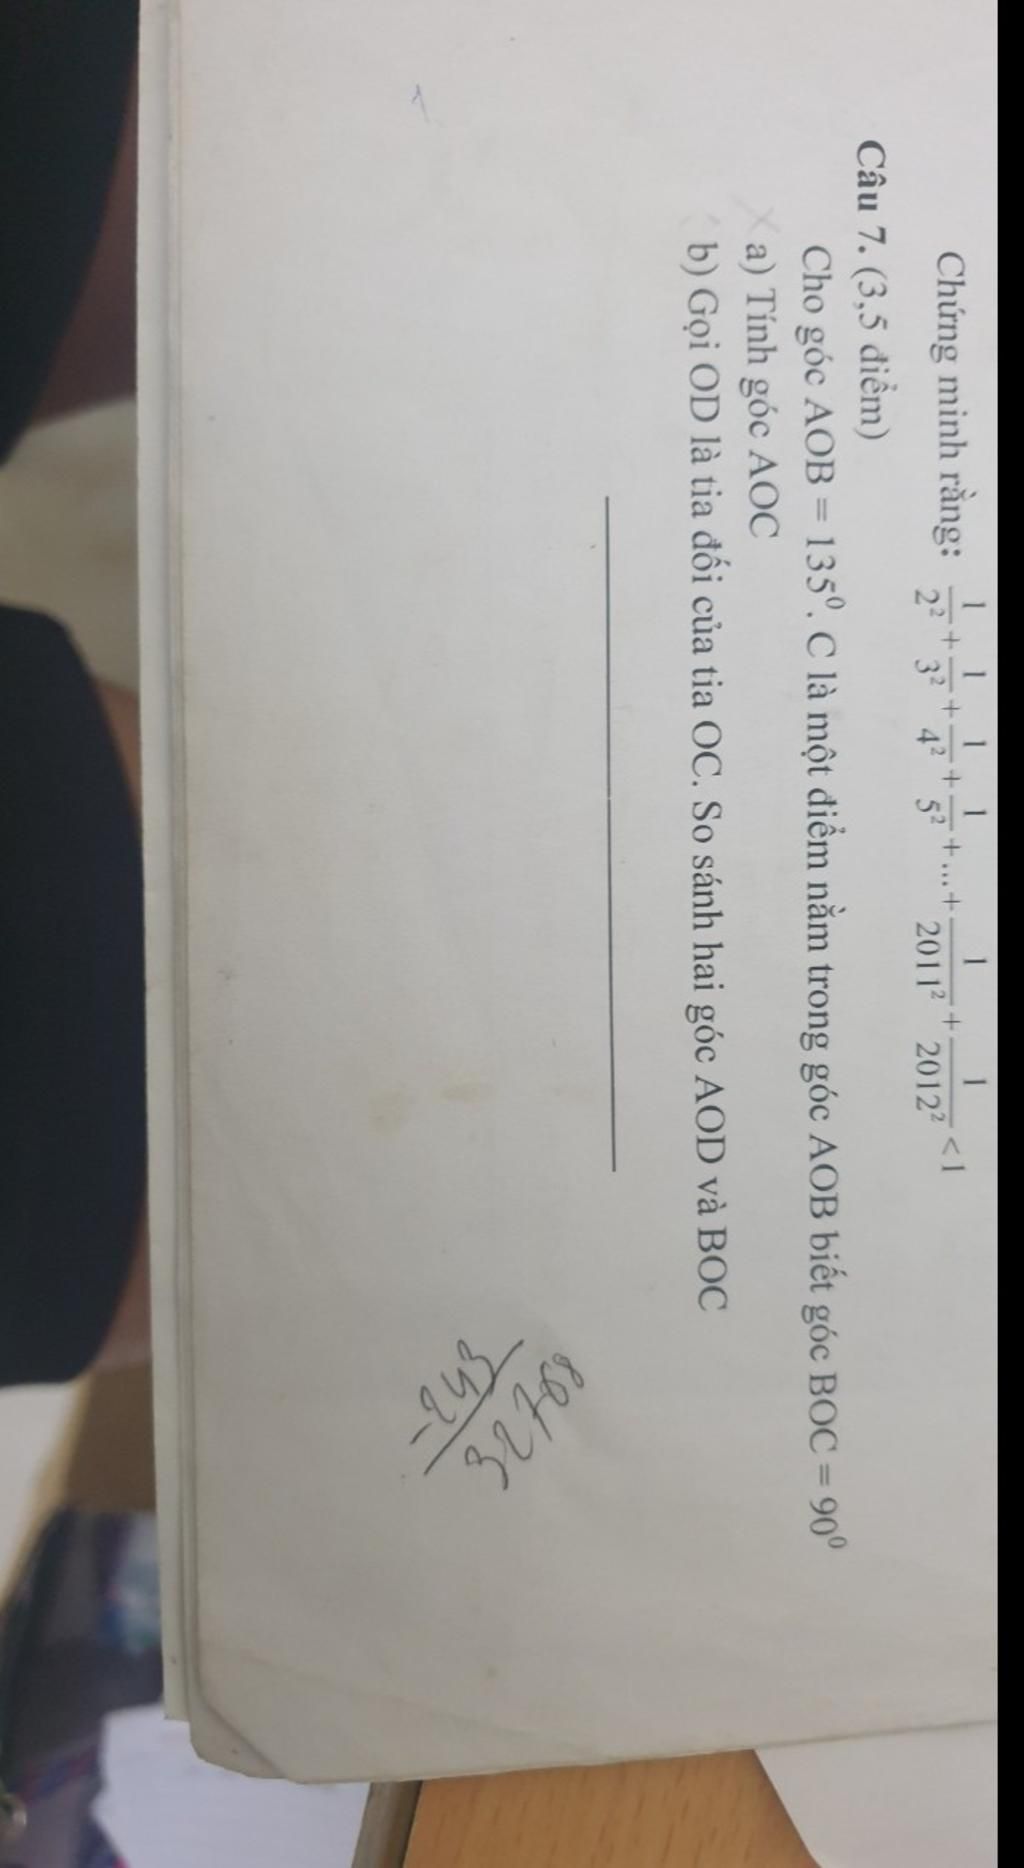 Chứng minh rằng: 1/2² + 1/3² + 1/4² + 1/5² + ... + 1/2011² + 1/2012² < 1
Câu 7. (3,5 điểm)
Cho góc AOB = 135⁰. C là một điểm nằm trong góc AOB biết góc BOC = 90⁰
a) Tính góc AOC
b) Gọi OD là tia đối của tia OC. So sánh hai góc AOD và BOC